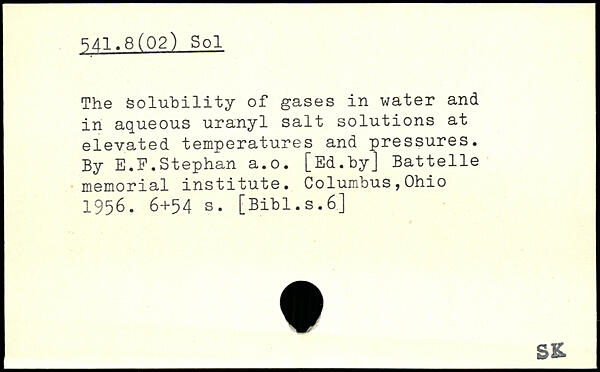 541.8(02) Sol
The solubility of gases in water and
in aqueous uranyl salt solutions at
elevated temperatures and pressures.
By E.F.Stephan a.o. [Ed.by] Battelle
memorial institute. Columbus,Ohio
1956. 6+54 s. [Bibl.s.6]
SK